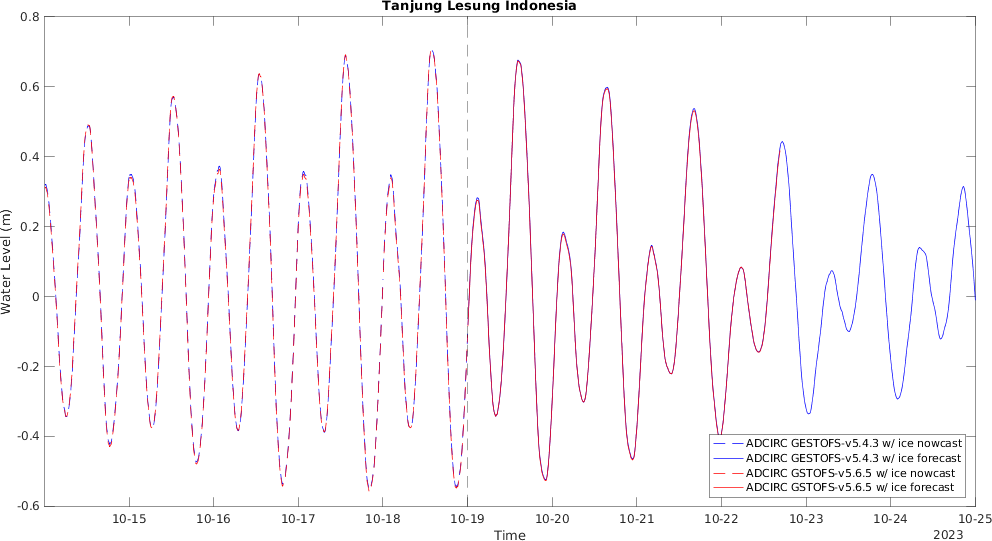 Tanjung Lesung Indonesia
0.8
0.6
0.4
0.2
0
-0.2
-0.4
-0.6
Water Level (m)
ADCIRC GESTOFS-v5.4.3 w/ ice nowcast
ADCIRC GESTOFS-v5.4.3 w/ ice forecast
ADCIRC GSTOFS-v5.6.5 w/ ice nowcast
ADCIRC GSTOFS-v5.6.5 w/ ice forecast
10-15 10-16 10-17 10-18 10-19 10-20 10-21 10-22 10-23 10-24 10-25
Time
2023